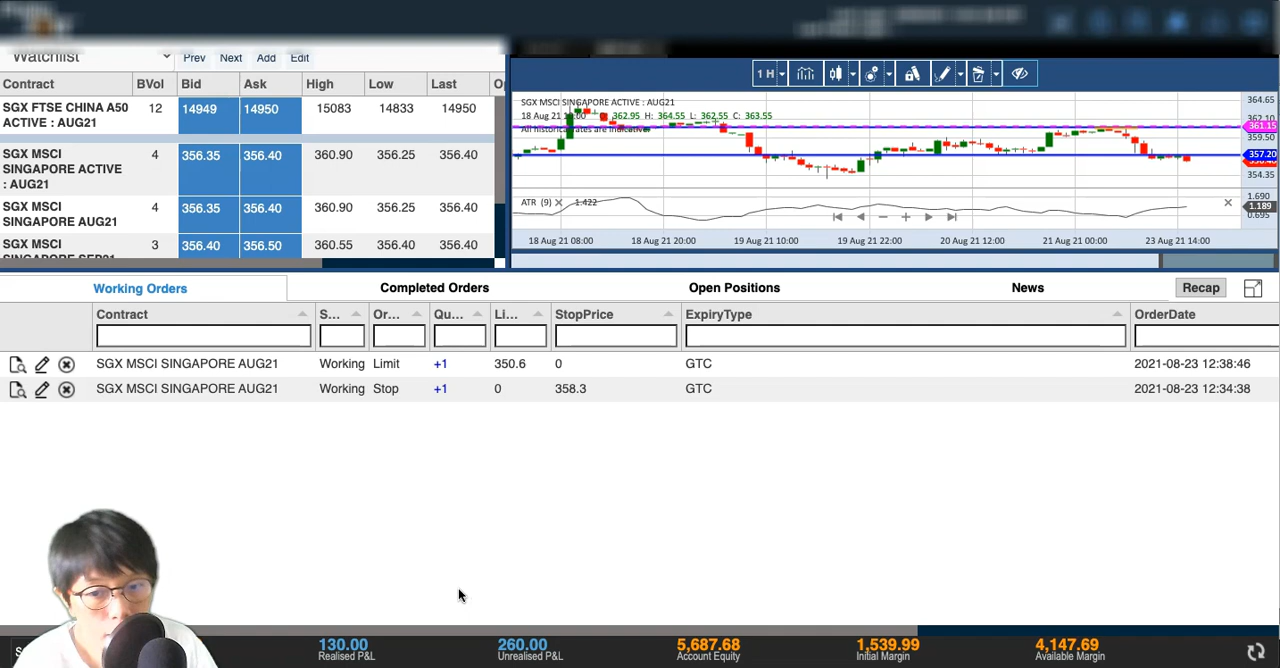 Watchlist Prev Next Add Edit
Contract BVol Bid Ask High Low Last
SGX FTSE CHINA A50 12 14949 14950 15083 14833 14950
ACTIVE : AUG21
SGX MSCI 4 356.35 356.40 360.90 356.25 356.40
SINGAPORE ACTIVE
: AUG21
SGX MSCI 4 356.35 356.40 360.90 356.25 356.40
SINGAPORE AUG21
SGX MSCI 3 356.40 356.50 360.55 356.40 356.40
SINGAPORE SEP21
1 H
SGX MSCI SINGAPORE ACTIVE : AUG21
O: 362.95 H: 364.55 L: 362.55 C: 363.55
All historical rates are indicative
364.65
362.10
361.15
359.50
357.20
354.35
ATR (9) 1.422
1.690
1.189
0.695
18 Aug 21 08:00 18 Aug 21 20:00 19 Aug 21 10:00 19 Aug 21 22:00 20 Aug 21 12:00 21 Aug 21 00:00 23 Aug 21 14:00
Working Orders Completed Orders Open Positions News Recap
Contract S... Or... Qu... Li... StopPrice ExpiryType OrderDate
SGX MSCI SINGAPORE AUG21 Working Limit +1 350.6 0 GTC 2021-08-23 12:38:46
SGX MSCI SINGAPORE AUG21 Working Stop +1 0 358.3 GTC 2021-08-23 12:34:38
130.00 260.00 5,687.68 1,539.99 4,147.69
Realised P&L Unrealised P&L Account Equity Initial Margin Available Margin